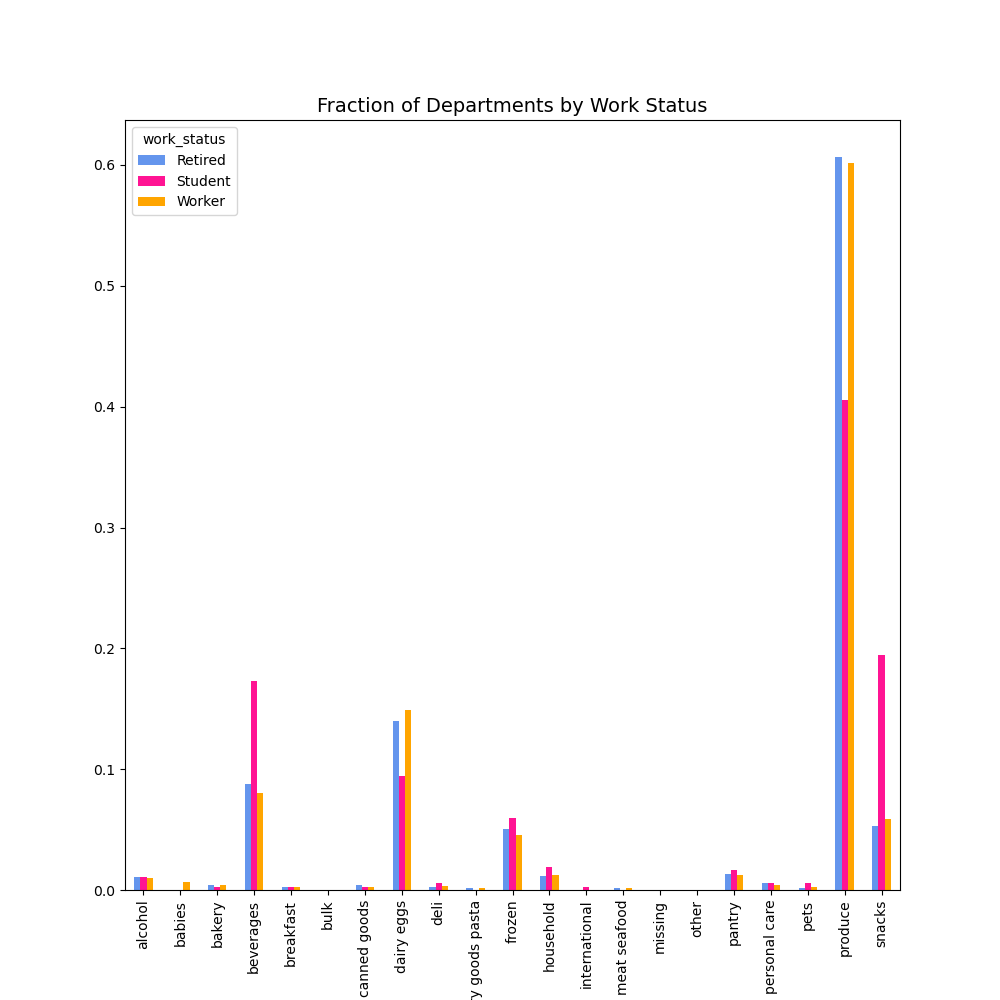 Fraction of Departments by Work Status
work_status
Retired
Student
Worker
0.6
0.5
0.4
0.3
0.2
0.1
0.0
alcohol
babies
bakery
beverages
breakfast
bulk
canned goods
dairy eggs
deli
y goods pasta
frozen
household
international
meat seafood
missing
other
pantry
personal care
pets
produce
snacks